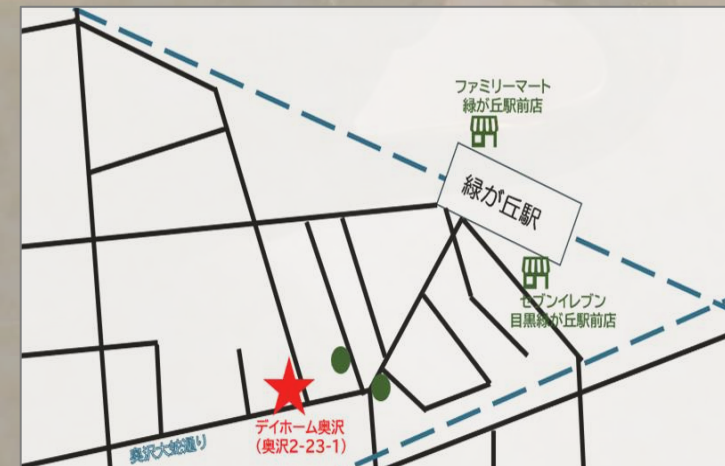 ファミリーマート
緑が丘駅前店
緑が丘駅
セブンイレブン
目黒緑が丘駅前店
デイホーム奥沢
（奥沢2-23-1）
奥沢大蛇通り